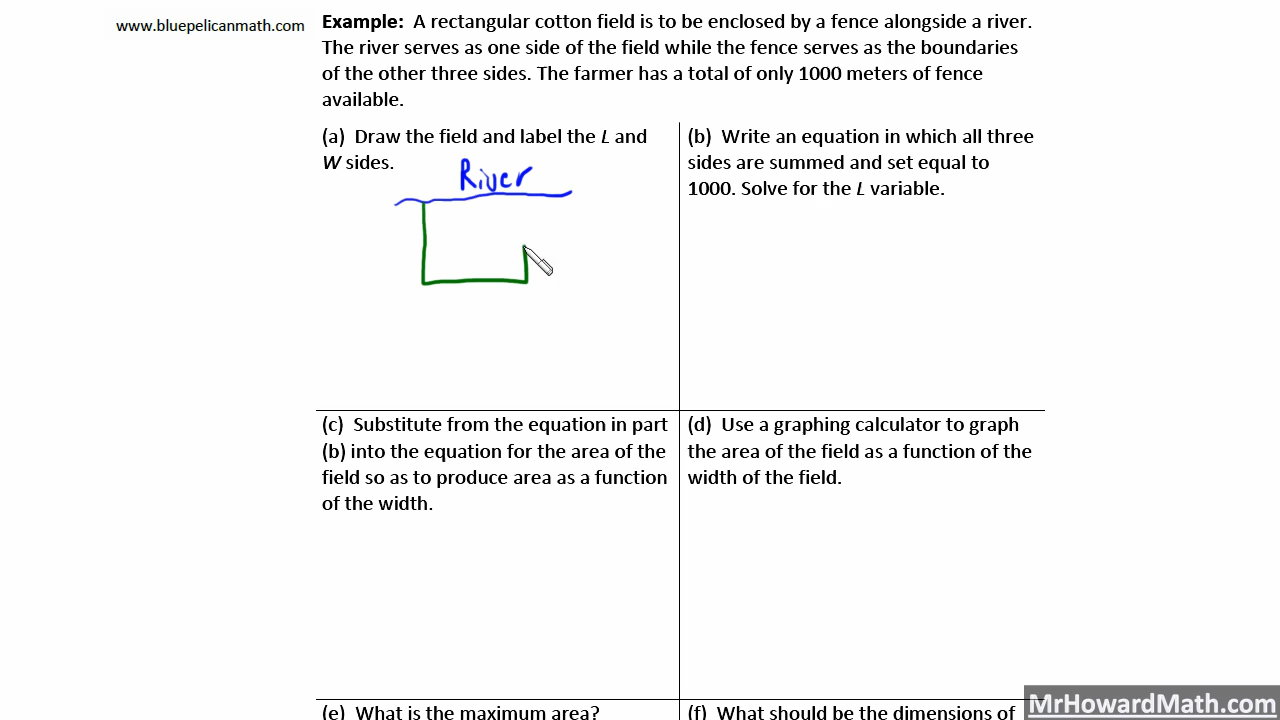 www.bluepelicanmath.com
Example: A rectangular cotton field is to be enclosed by a fence alongside a river.
The river serves as one side of the field while the fence serves as the boundaries
of the other three sides. The farmer has a total of only 1000 meters of fence
available.
(a) Draw the field and label the L and
W sides.
River
(b) Write an equation in which all three
sides are summed and set equal to
1000. Solve for the L variable.
(c) Substitute from the equation in part
(b) into the equation for the area of the
field so as to produce area as a function
of the width.
(d) Use a graphing calculator to graph
the area of the field as a function of the
width of the field.
(e) What is the maximum area?
(f) What should be the dimensions of
MrHowardMath.com